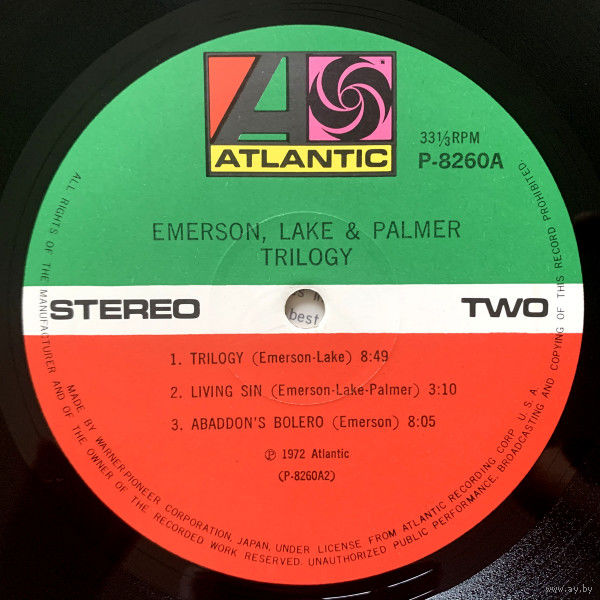 ATLANTIC
33⅓RPM
P-8260A
EMERSON, LAKE & PALMER
TRILOGY
STEREO
TWO
1. TRILOGY (Emerson-Lake) 8:49
2. LIVING SIN (Emerson-Lake-Palmer) 3:10
3. ABADDON'S BOLERO (Emerson) 8:05
℗ 1972 Atlantic
(P-8260A2)
MADE BY WARNER-PIONEER CORPORATION, JAPAN, UNDER LICENSE FROM ATLANTIC RECORDING CORP. U.S.A.
ALL RIGHTS OF THE MANUFACTURER AND OF THE OWNER OF THE RECORDED WORK RESERVED. UNAUTHORIZED PUBLIC PERFORMANCE, BROADCASTING AND COPYING OF THIS RECORD PROHIBITED.
best
www.ay.by